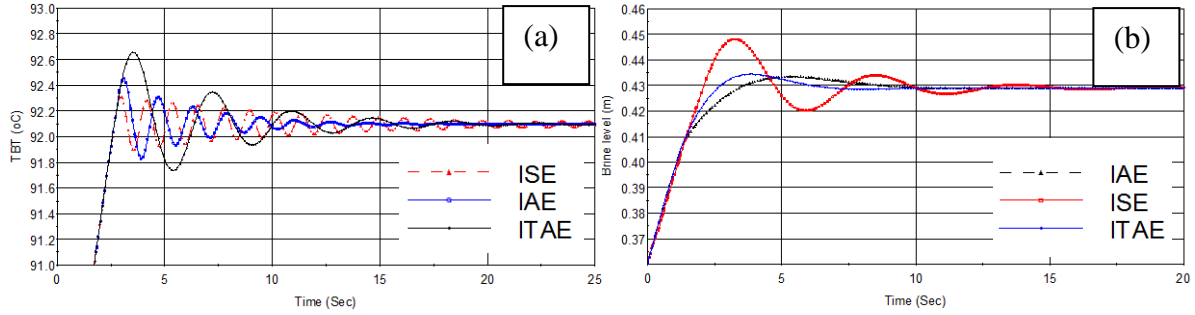 (a)
TBT (oC)
93.0
92.8
92.6
92.4
92.2
92.0
91.8
91.6
91.4
91.2
91.0
ISE
IAE
ITAE
0 5 10 15 20 25
Time (Sec)
(b)
Brine level (m)
0.46
0.45
0.44
0.43
0.42
0.41
0.40
0.39
0.38
0.37
IAE
ISE
ITAE
0 5 10 15 20
Time (Sec)